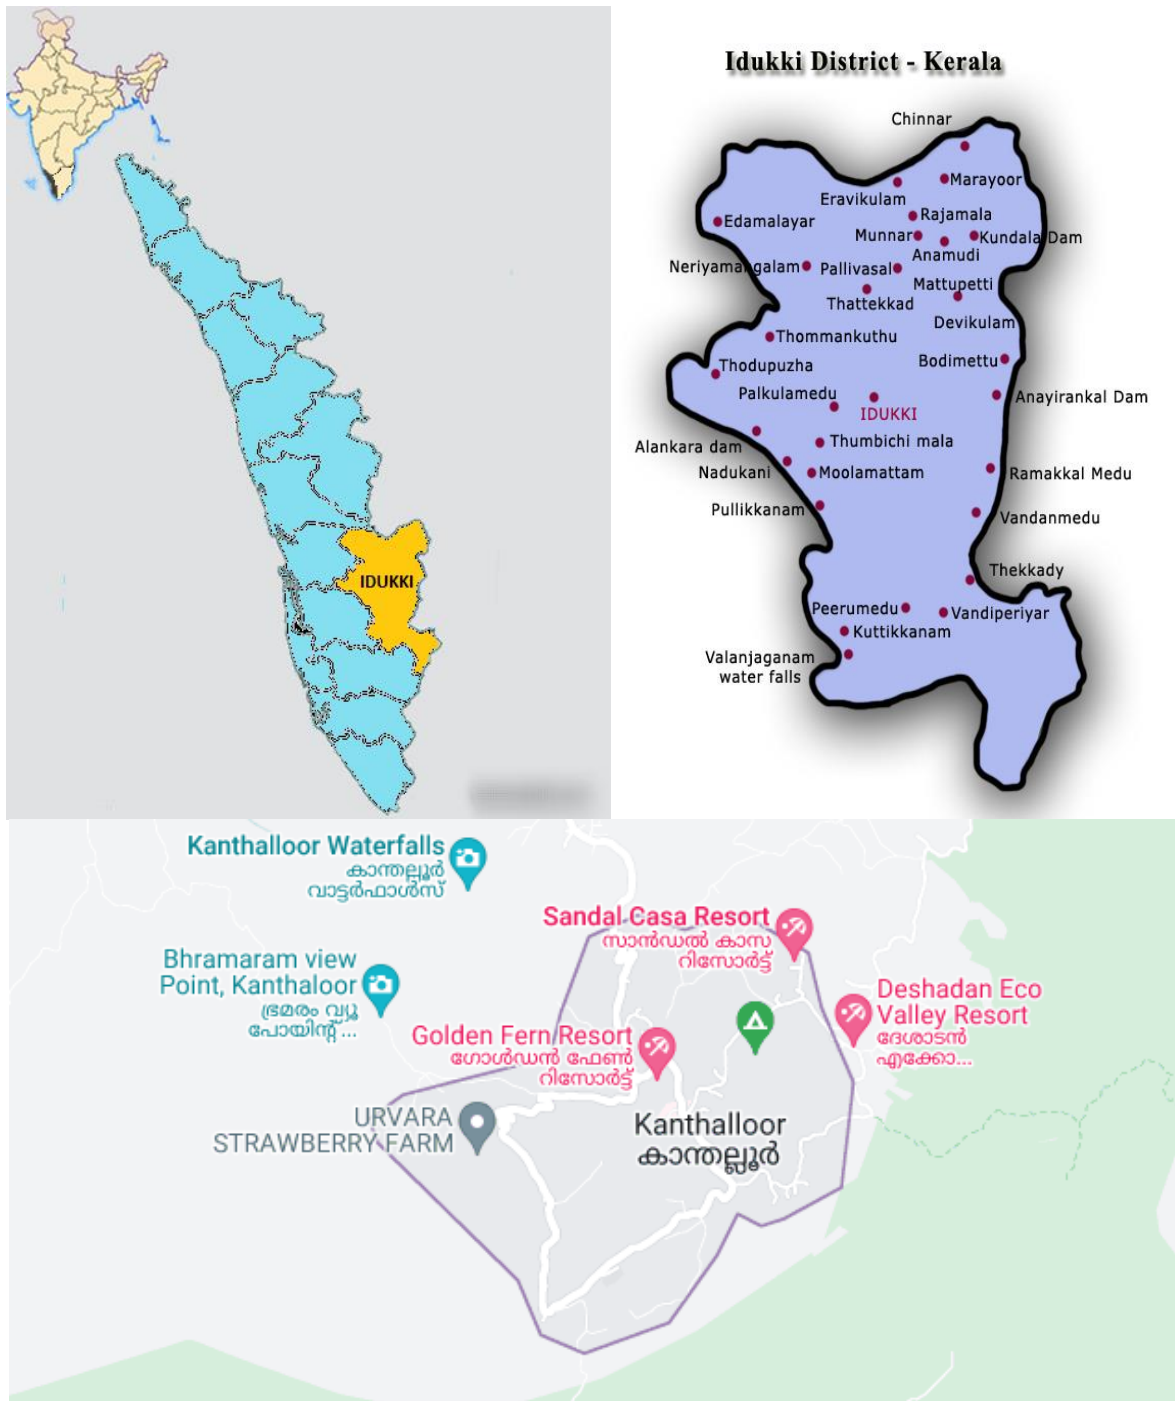 IDUKKI
Idukki District - Kerala
Chinnar
Marayoor
Eravikulam
Rajamala
Edamalayar
Munnar
Kundala Dam
Anamudi
Neriyamangalam
Pallivasal
Mattupetti
Thattekkad
Devikulam
Thommankuthu
Bodimettu
Thodupuzha
Palkulamedu
Anayirankal Dam
IDUKKI
Alankara dam
Thumbichi mala
Nadukani
Moolamattam
Ramakkal Medu
Pullikkanam
Vandanmedu
Thekkady
Peerumedu
Vandiperiyar
Kuttikkanam
Valanjaganam
water falls
Kanthalloor Waterfalls
കാന്തല്ലൂർ
വാട്ടർഫാൾസ്
Sandal Casa Resort
സാൻഡൽ കാസ
റിസോർട്ട്
Bhramaram view
Point, Kanthaloor
ഭ്രമരം വ്യൂ
പോയിന്റ് ...
Deshadan Eco
Valley Resort
ദേശാടൻ
എക്കോ...
Golden Fern Resort
ഗോൾഡൻ ഫേൺ
റിസോർട്ട്
URVARA
STRAWBERRY FARM
Kanthalloor
കാന്തല്ലൂർ